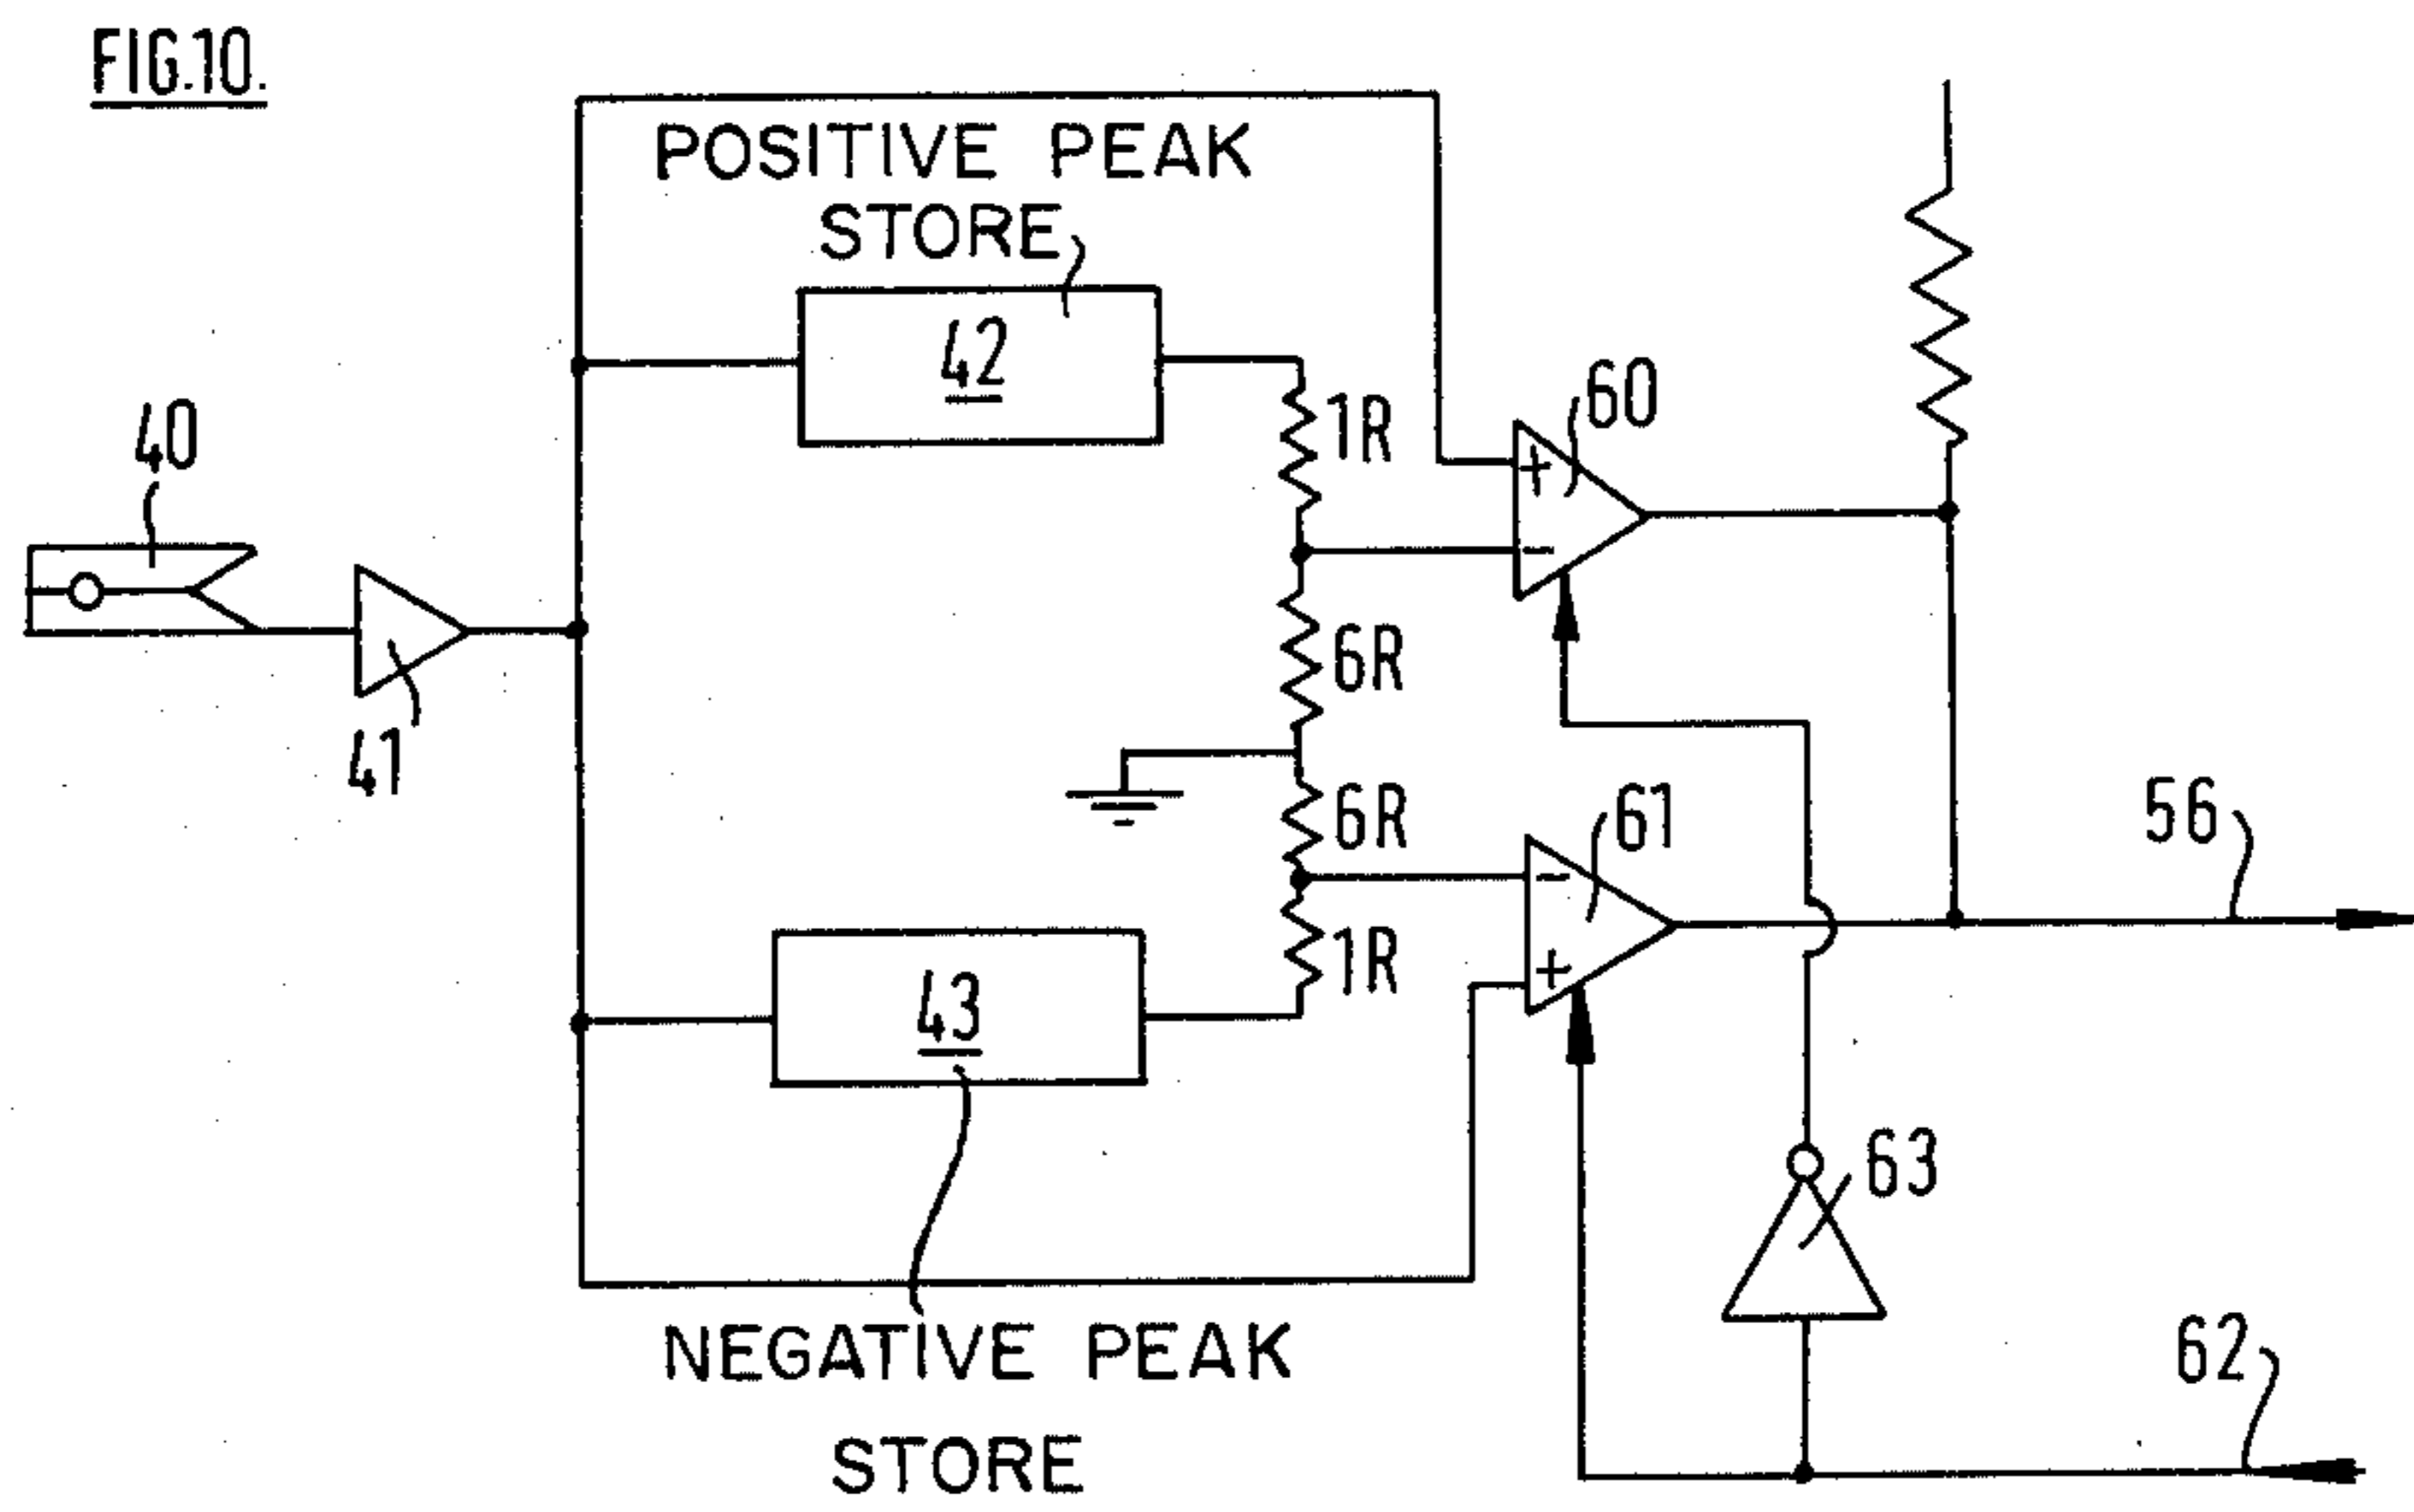 FIG.10.
POSITIVE PEAK
STORE
42
40
1R
60
+
-
41
6R
6R
61
56
-
+
1R
43
63
62
NEGATIVE PEAK
STORE